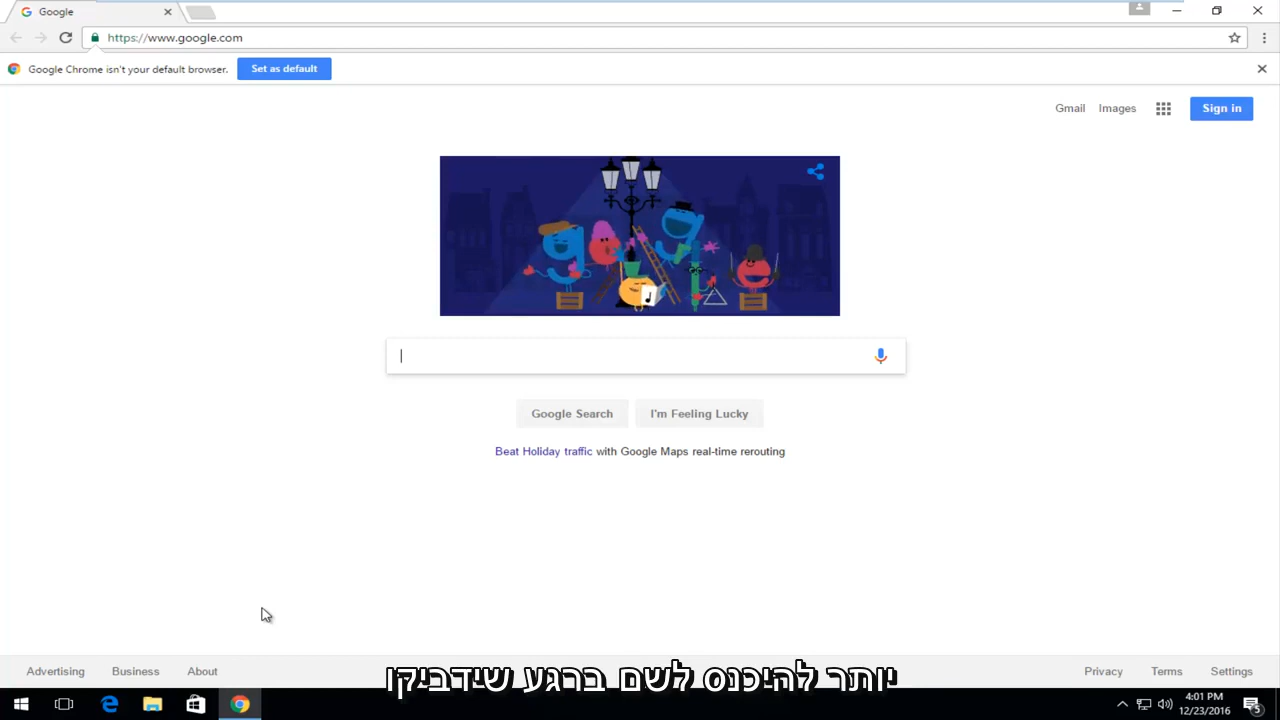 Google
https://www.google.com
Google Chrome isn't your default browser. Set as default
Gmail Images Sign in
Google Search I'm Feeling Lucky
Beat Holiday traffic with Google Maps real-time rerouting
Advertising Business About Privacy Terms Settings
יותר להיכנס לשם ברגע שידביקו
4:01 PM
12/23/2016
5